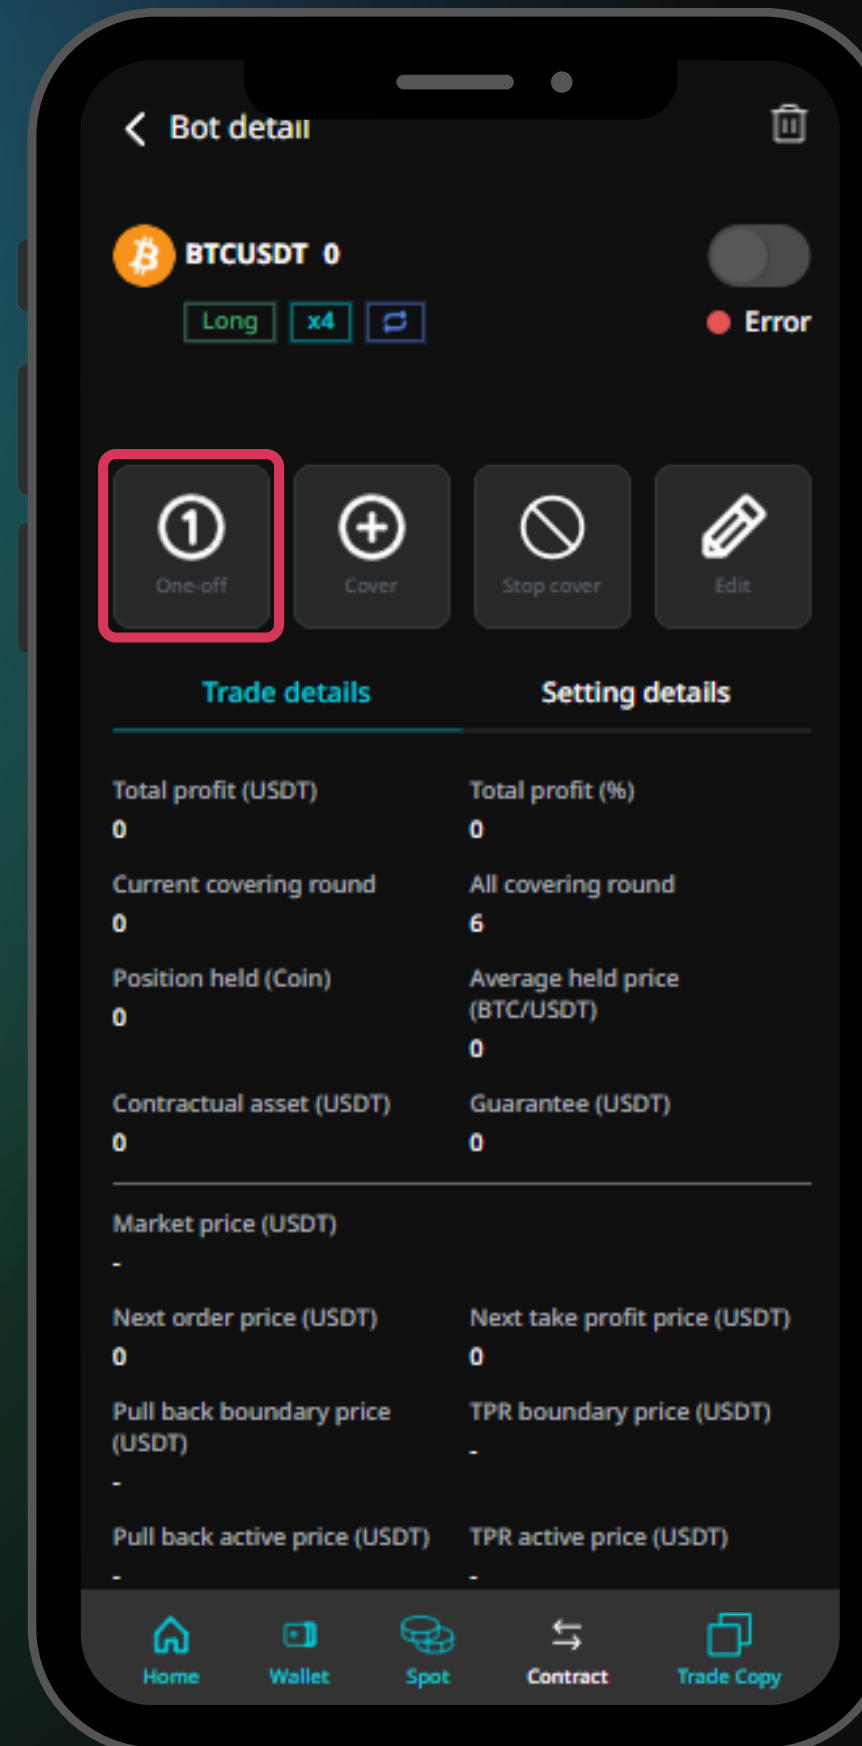 Bot detail
BTCUSDT 0
Long x4
Error
1
One-off Cover Stop cover Edit
Trade details Setting details
Total profit (USDT) Total profit (%)
0 0
Current covering round All covering round
0 6
Position held (Coin) Average held price
(BTC/USDT)
0 0
Contractual asset (USDT) Guarantee (USDT)
0 0
Market price (USDT)
-
Next order price (USDT) Next take profit price (USDT)
0 0
Pull back boundary price TPR boundary price (USDT)
(USDT) -
-
Pull back active price (USDT) TPR active price (USDT)
- -
Home Wallet Spot Contract Trade Copy